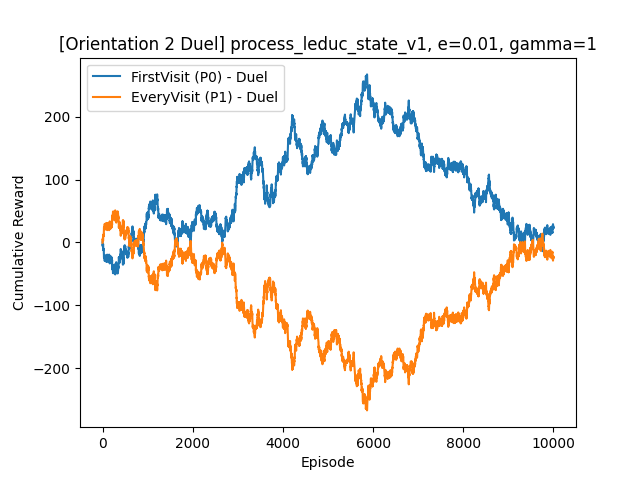 [Orientation 2 Duel] process_leduc_state_v1, e=0.01, gamma=1
FirstVisit (P0) - Duel
EveryVisit (P1) - Duel
200
100
0
−100
−200
Cumulative Reward
0
2000
4000
6000
8000
10000
Episode